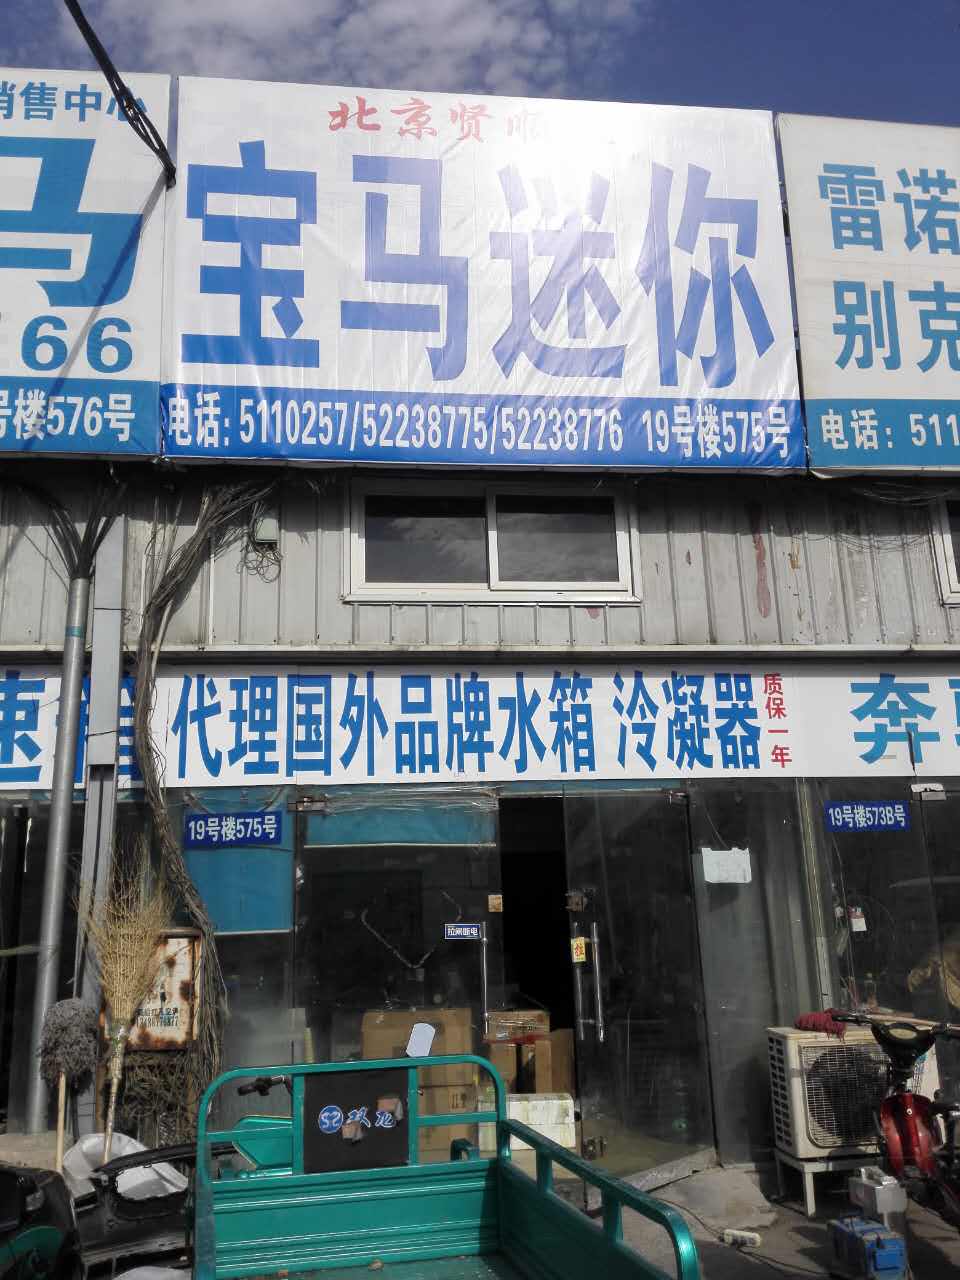 销售中心
马
66
号楼576号
北京贤顺
宝马迷你
电话:5110257/52238775/52238776 19号楼575号
雷诺
别克
电话:511
速
代理国外品牌水箱 冷凝器
质保一年
奔
19号楼575号
19号楼573B号
拉闸断电
双龙